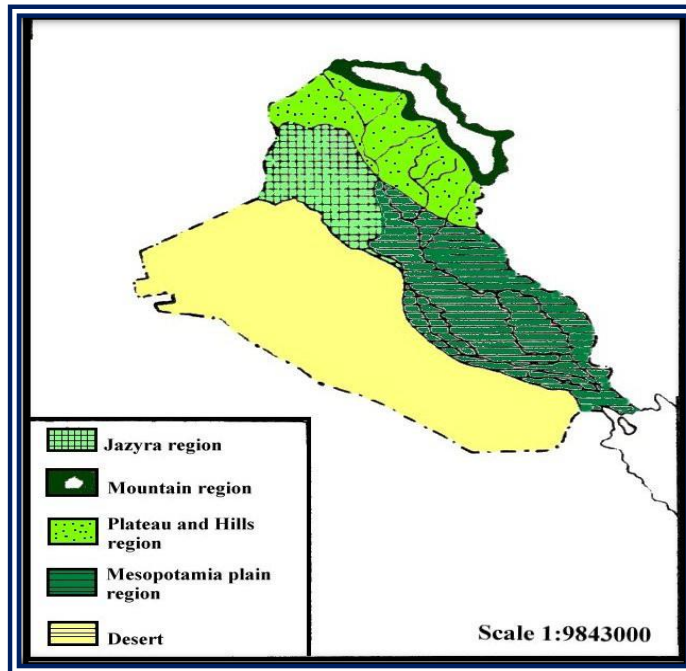 Jazyra region
Mountain region
Plateau and Hills
region
Mesopotamia plain
region
Desert
Scale 1:9843000